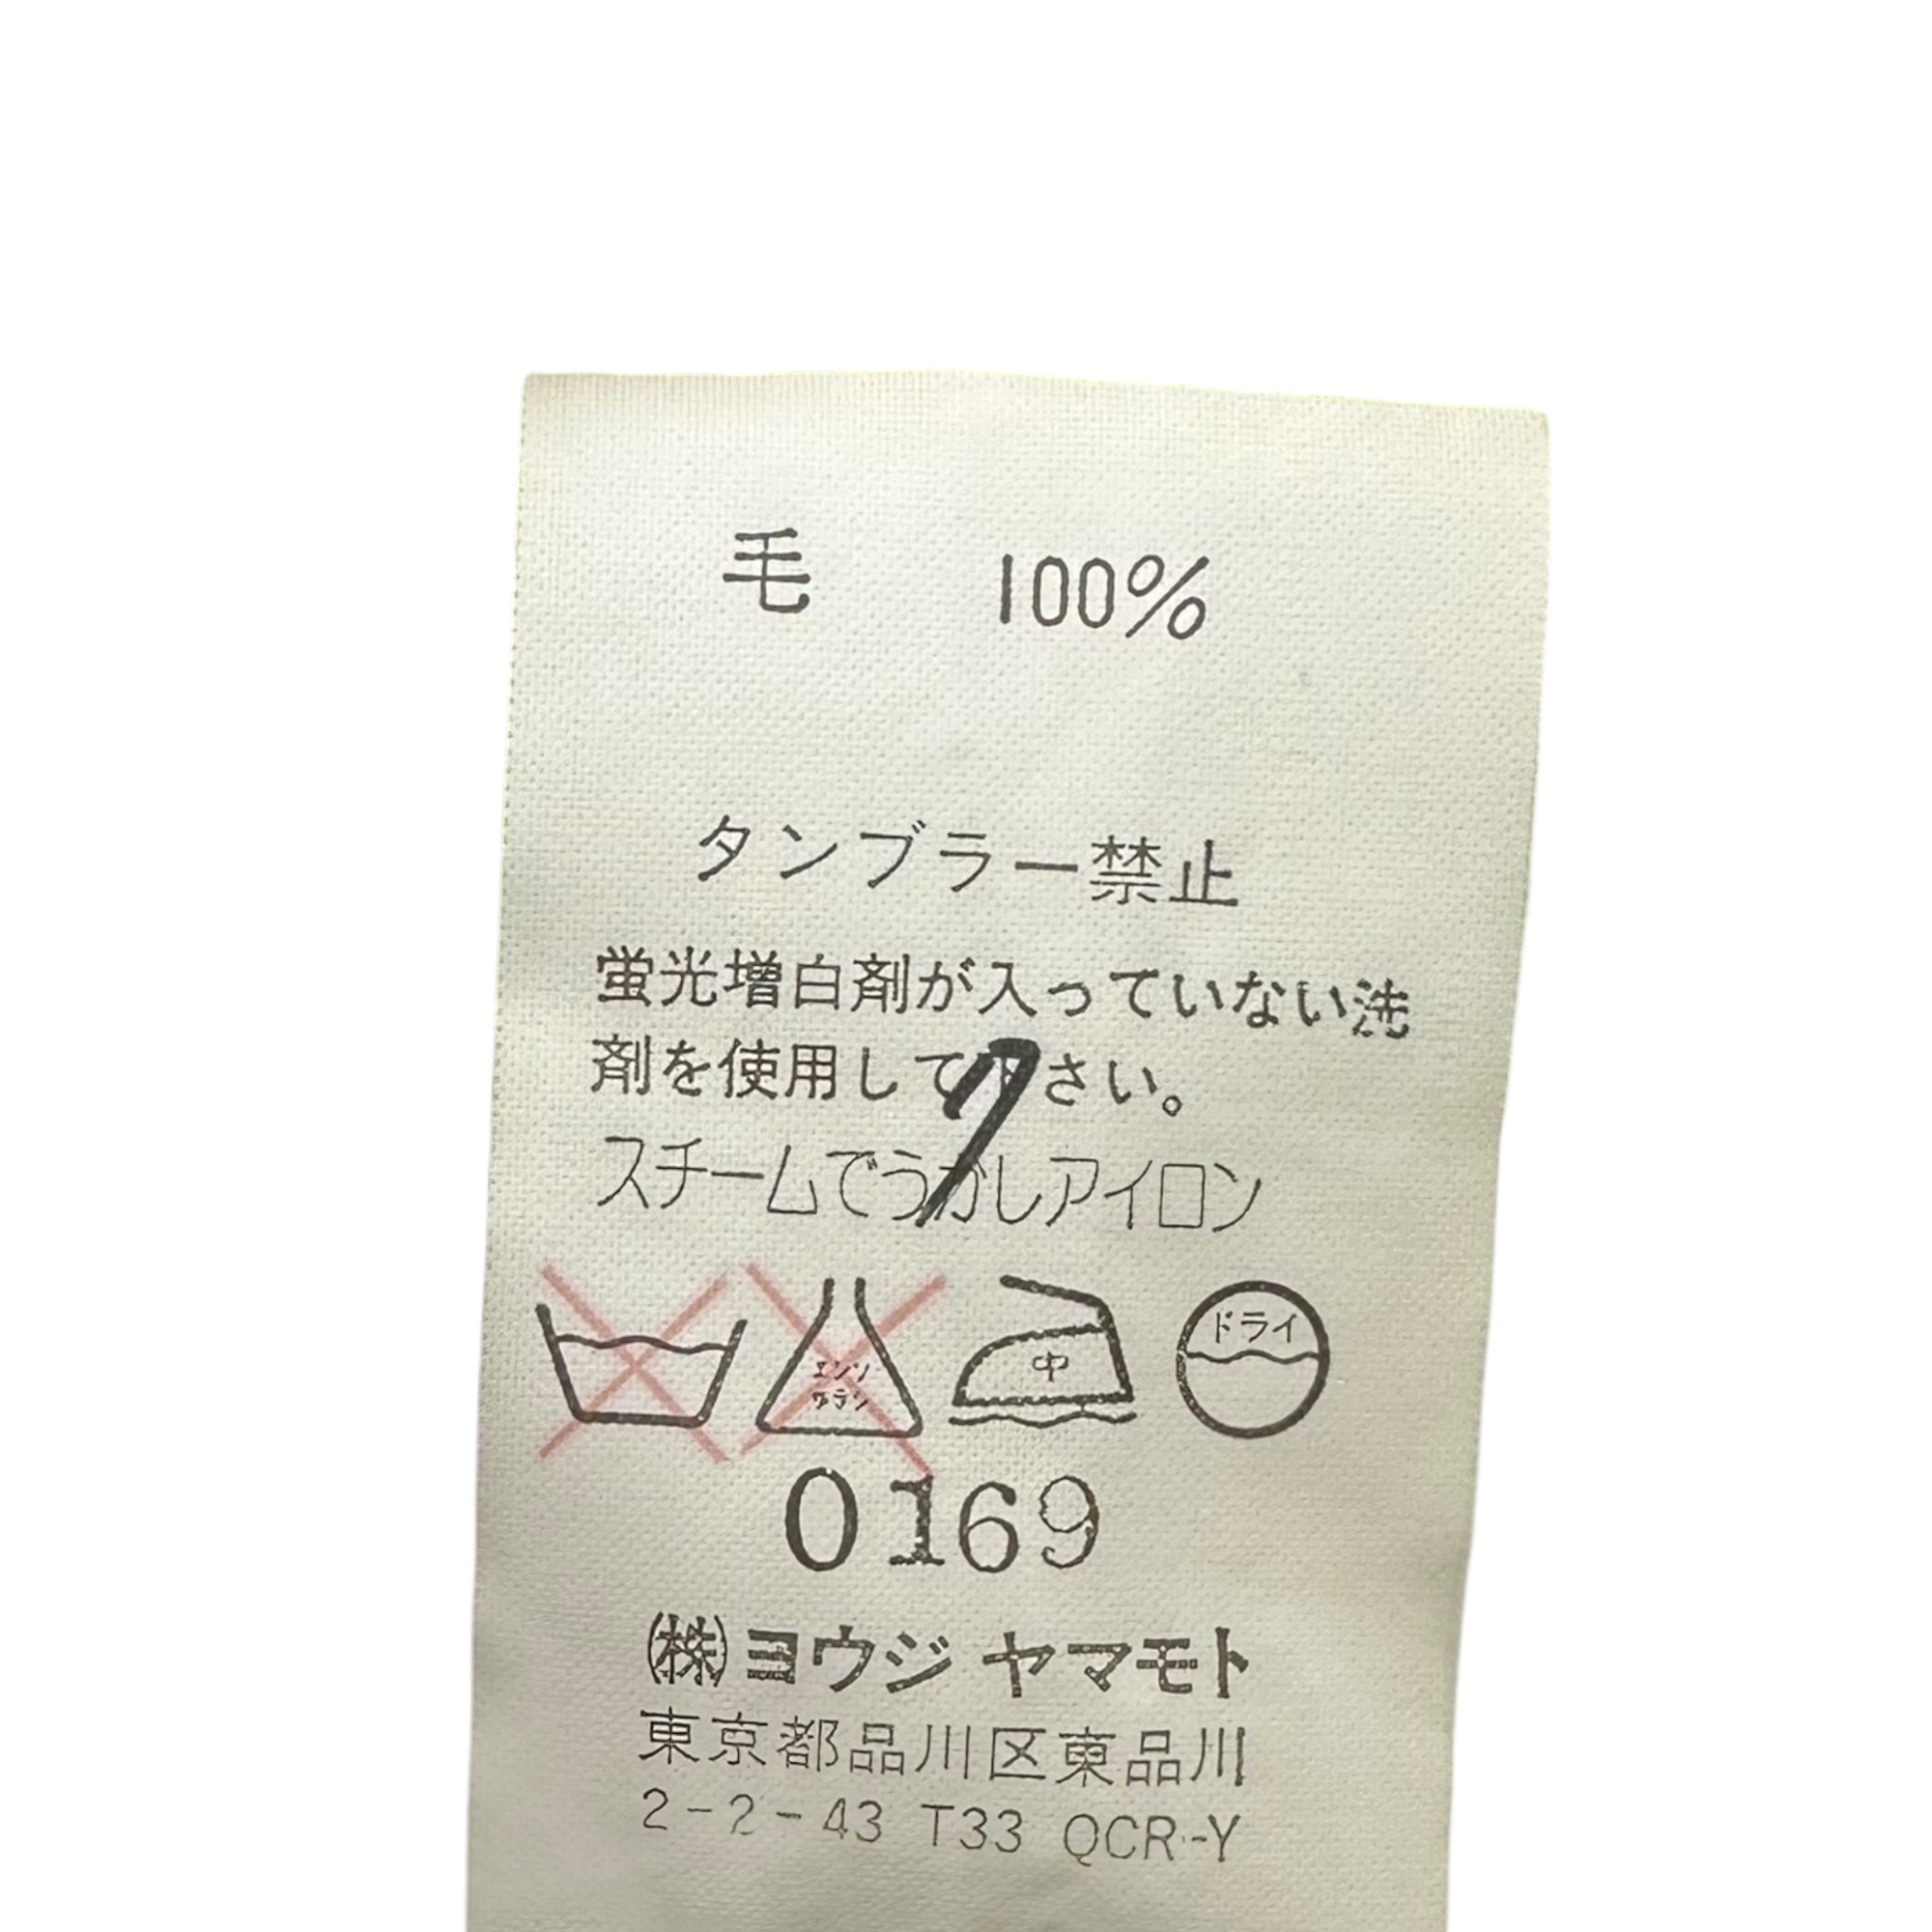 毛 100%
タンブラー禁止
蛍光増白剤が入っていない洗
剤を使用して下さい。
スチームでうかしアイロン
エンソ サラシ 中 ドライ
0169
㈱ヨウジ ヤマモト
東京都品川区東品川
2-2-43 T33 QCR-Y